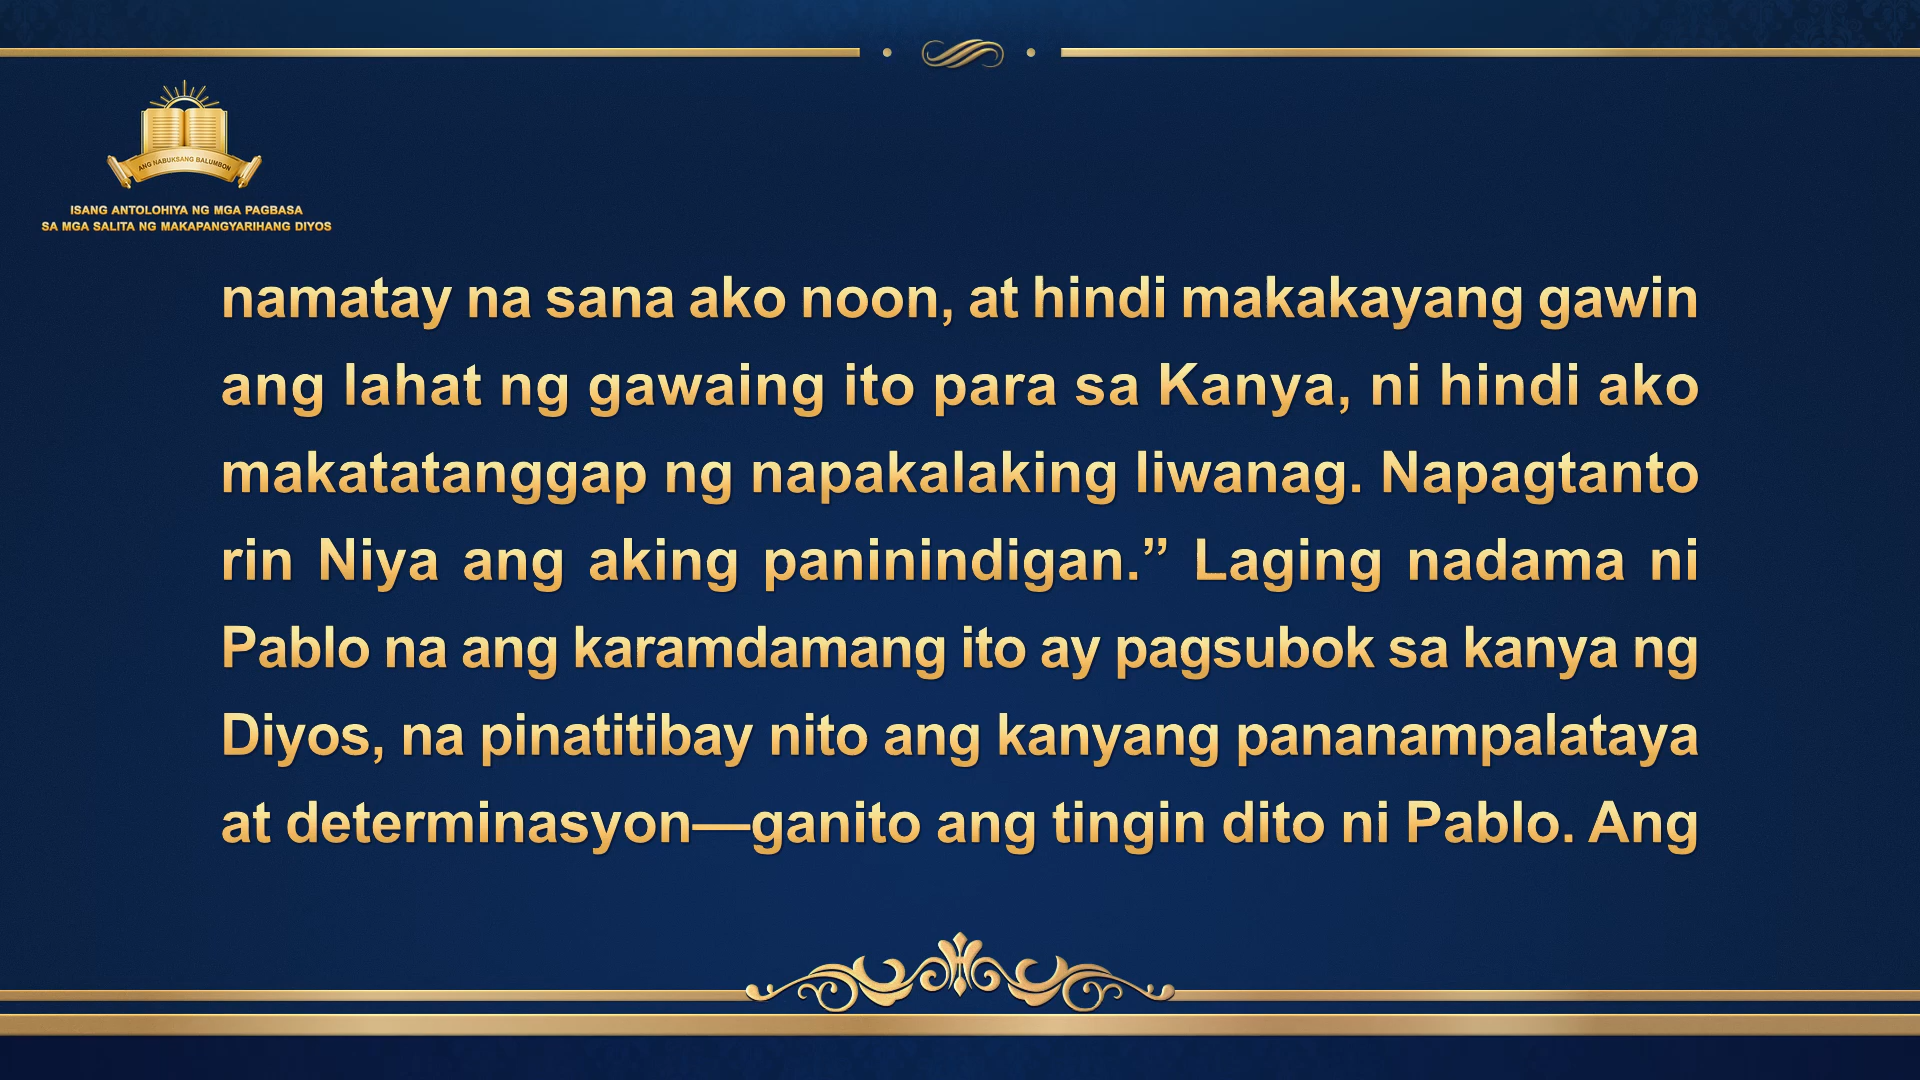 ANG NABUKSANG BALUMBON
ISANG ANTOLOHIYA NG MGA PAGBASA
SA MGA SALITA NG MAKAPANGYARIHANG DIYOS
namatay na sana ako noon, at hindi makakayang gawin
ang lahat ng gawaing ito para sa Kanya, ni hindi ako
makatatanggap ng napakalaking liwanag. Napagtanto
rin Niya ang aking paninindigan.” Laging nadama ni
Pablo na ang karamdamang ito ay pagsubok sa kanya ng
Diyos, na pinatitibay nito ang kanyang pananampalataya
at determinasyon—ganito ang tingin dito ni Pablo. Ang